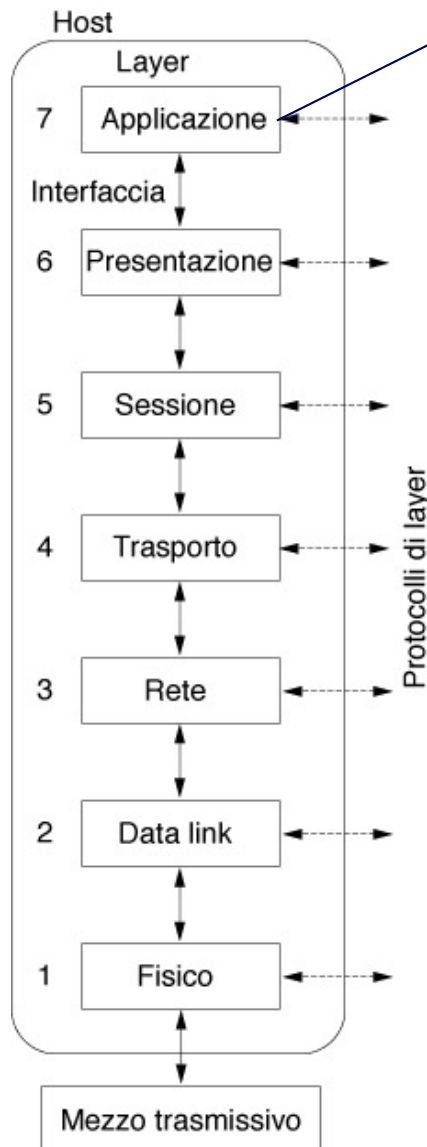 Host
Layer
7 Applicazione
Interfaccia
6 Presentazione
5 Sessione
4 Trasporto
3 Rete
2 Data link
1 Fisico
Mezzo trasmissivo
Protocolli di layer